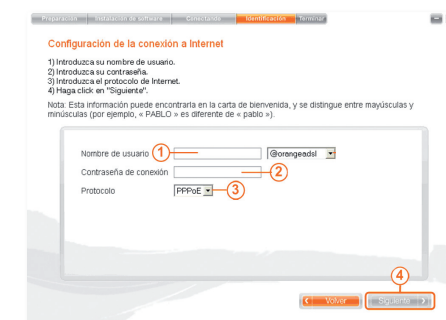 Preparación Instalación de software Conectando Identificación Terminar
Configuración de la conexión a Internet
1) Introduzca su nombre de usuario.
2) Introduzca su contraseña.
3) Introduzca el protocolo de Internet.
4) Haga click en "Siguiente".
Nota: Esta información puede encontrarla en la carta de bienvenida, y se distingue entre mayúsculas y
minúsculas (por ejemplo, « PABLO » es diferente de « pablo »).
Nombre de usuario 1 @orangeadsl
Contraseña de conexión 2
Protocolo PPPoE 3
4
Volver Siguiente